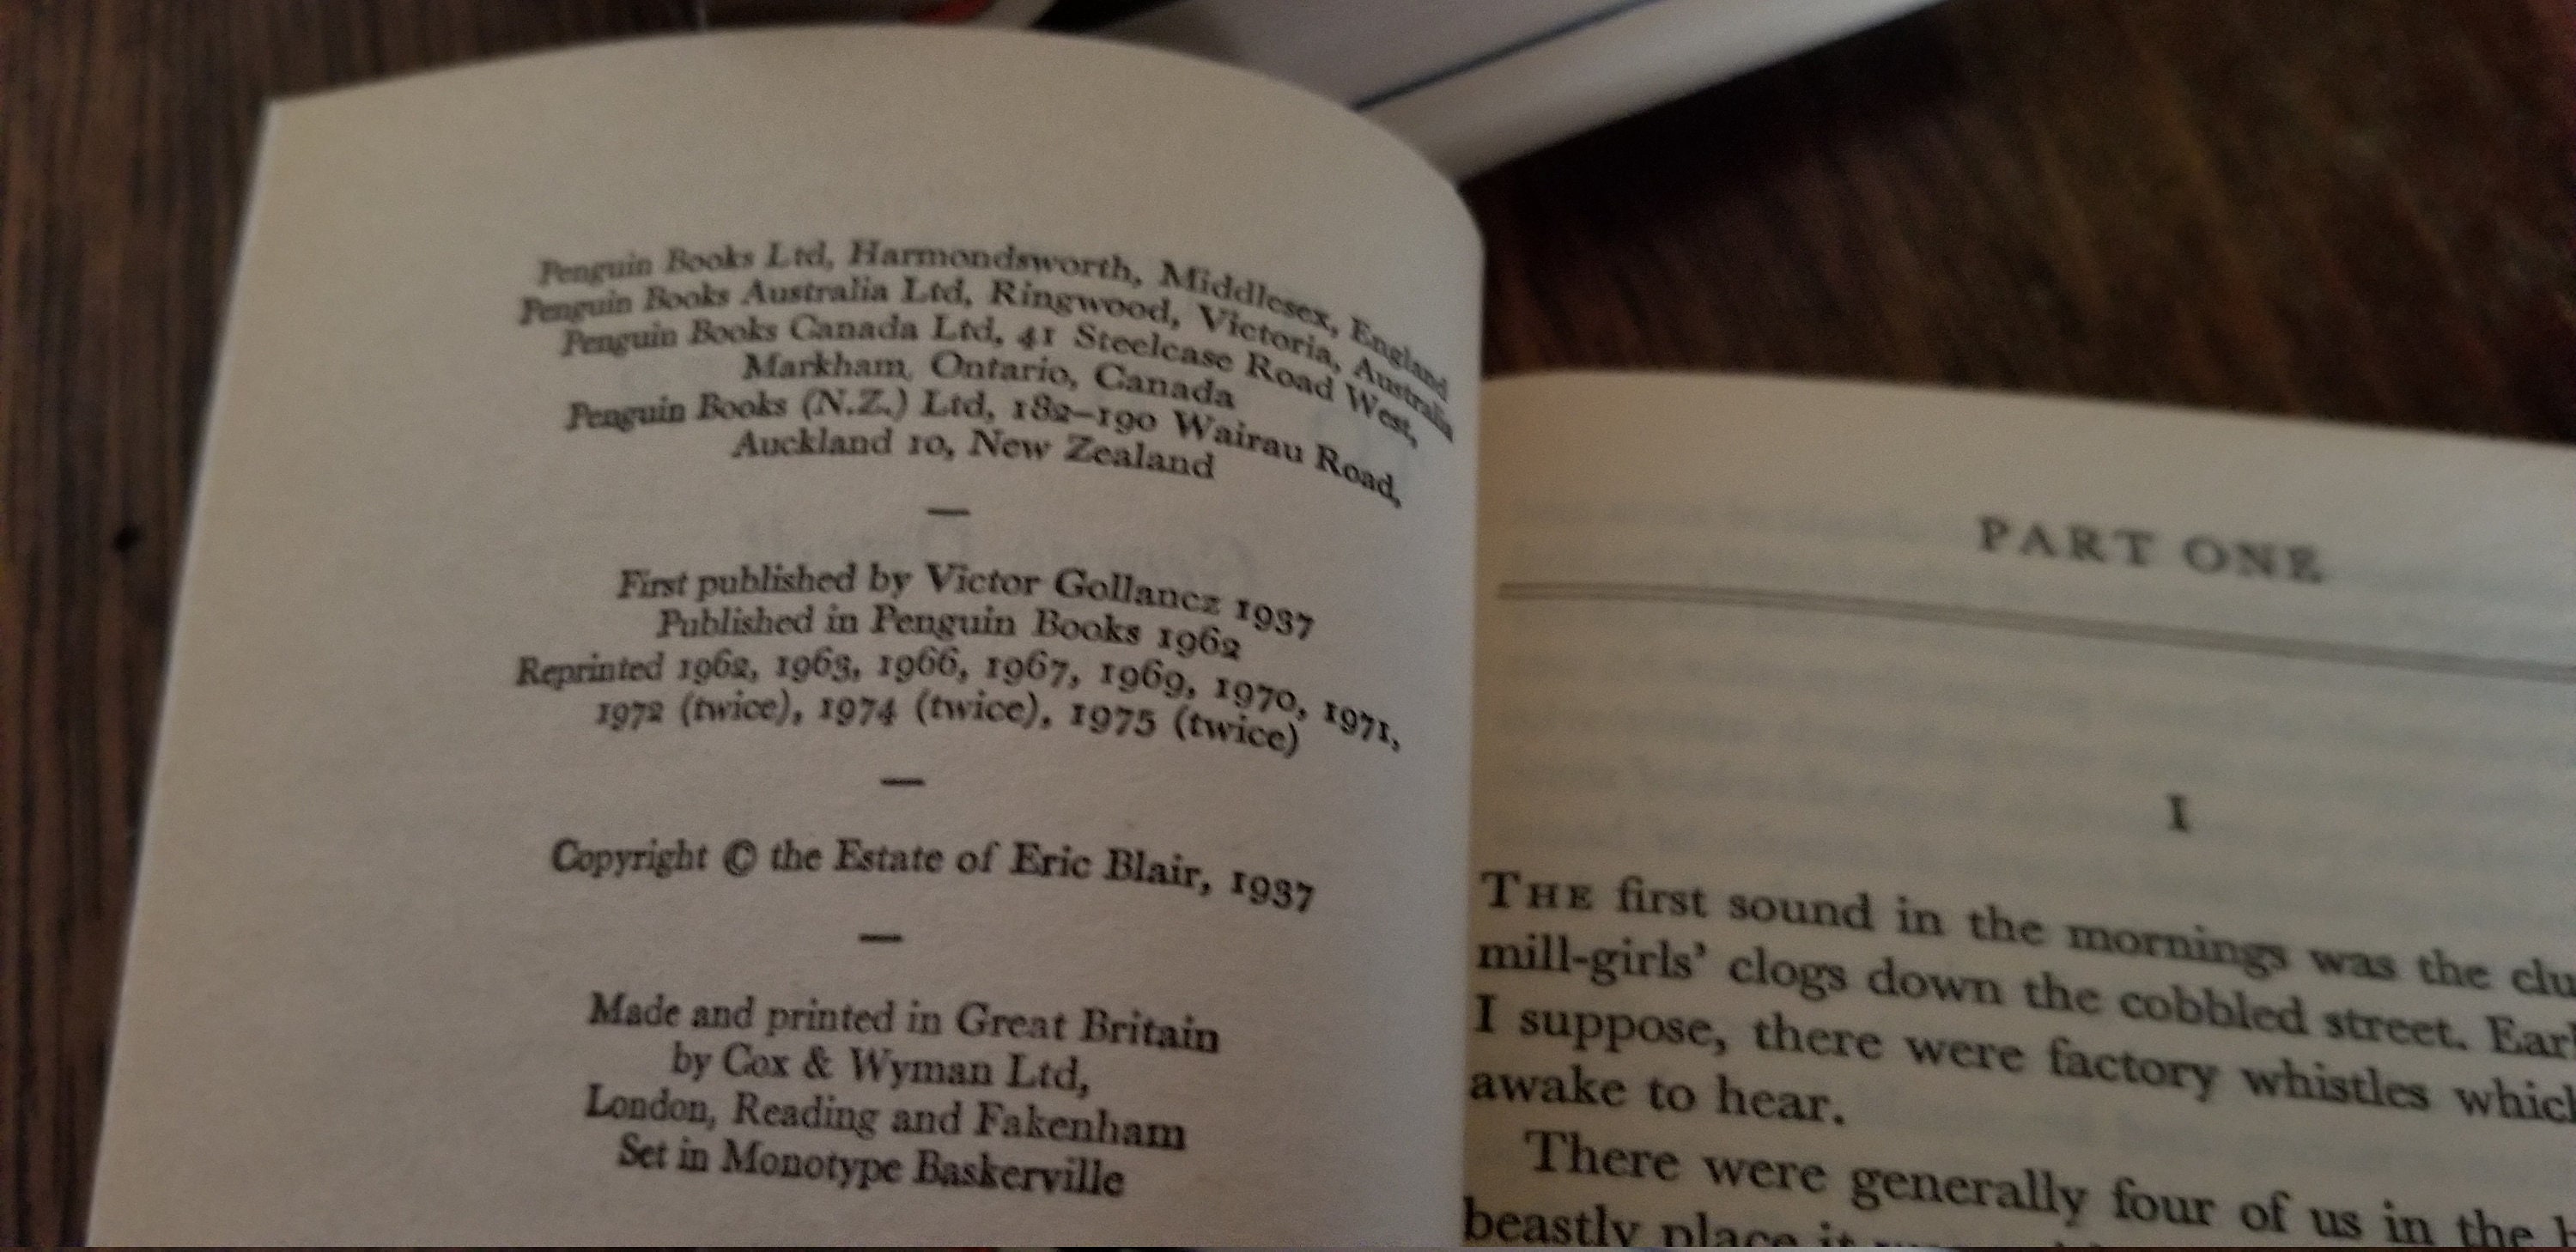 Penguin Books Ltd, Harmondsworth, Middlesex, England
Penguin Books Australia Ltd, Ringwood, Victoria, Australia
Penguin Books Canada Ltd, 41 Steelcase Road West,
Markham, Ontario, Canada
Penguin Books (N.Z.) Ltd, 182–190 Wairau Road,
Auckland 10, New Zealand
—
First published by Victor Gollancz 1937
Published in Penguin Books 1962
Reprinted 1962, 1963, 1966, 1967, 1969, 1970, 1971,
1972 (twice), 1974 (twice), 1975 (twice)
—
Copyright © the Estate of Eric Blair, 1937
—
Made and printed in Great Britain
by Cox & Wyman Ltd,
London, Reading and Fakenham
Set in Monotype Baskerville
PART ONE
I
THE first sound in the mornings was the
mill-girls' clogs down the cobbled street.
I suppose, there were factory whistles
awake to hear.
There were generally four of us in the
beastly place it